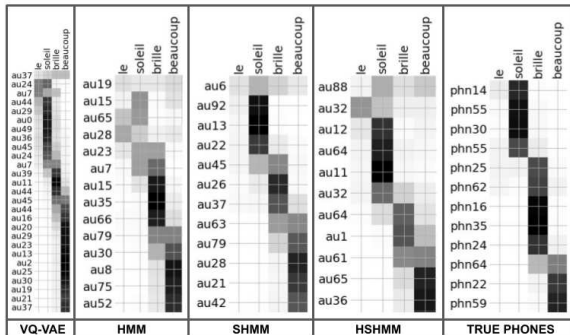 le soleil brille beaucoup
au37
au24
au7
au44
au29
au0
au49
au36
au45
au24
au7
au39
au11
au44
au45
au44
au16
au20
au29
au23
au13
au2
au25
au30
au19
au21
au37
VQ-VAE
le soleil brille beaucoup
au19
au15
au65
au28
au23
au7
au15
au35
au66
au79
au30
au8
au75
au52
HMM
le soleil brille beaucoup
au6
au92
au13
au22
au45
au26
au37
au63
au79
au28
au21
au42
SHMM
le soleil brille beaucoup
au88
au32
au12
au64
au11
au32
au64
au1
au61
au65
au36
HSHMM
le soleil brille beaucoup
phn14
phn55
phn30
phn55
phn25
phn62
phn16
phn35
phn24
phn64
phn22
phn59
TRUE PHONES